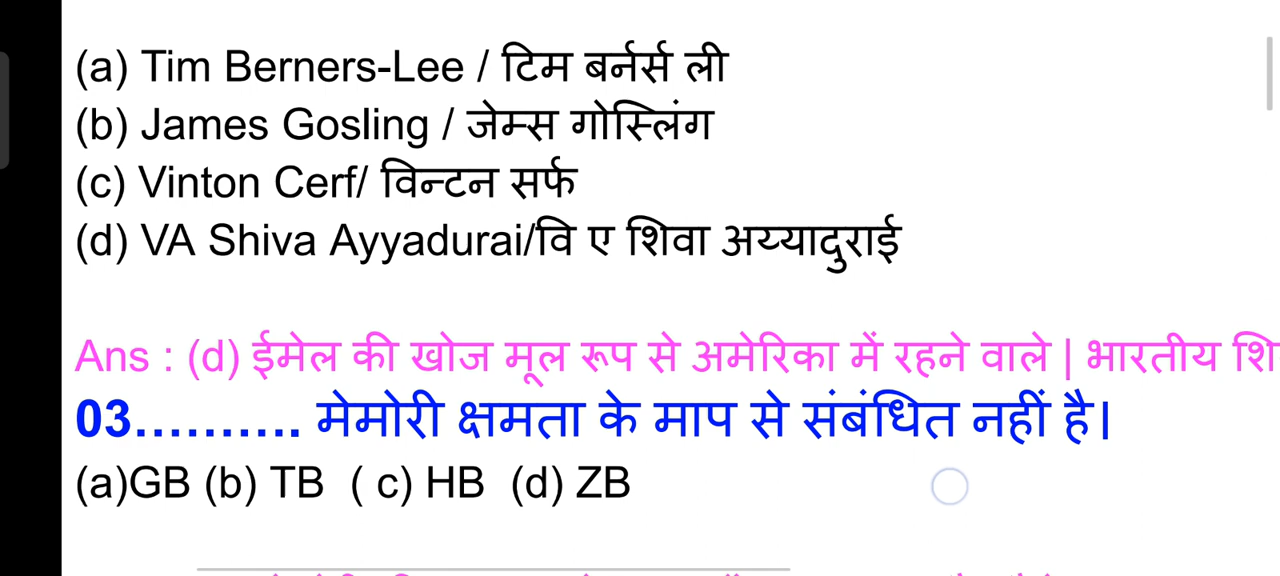 (a) Tim Berners-Lee / टिम बर्नर्स ली
(b) James Gosling / जेम्स गोस्लिंग
(c) Vinton Cerf/ विन्टन सर्फ
(d) VA Shiva Ayyadurai/वि ए शिवा अय्यादुराई
Ans : (d) ईमेल की खोज मूल रूप से अमेरिका में रहने वाले | भारतीय
03.......... मेमोरी क्षमता के माप से संबंधित नहीं है।
(a)GB (b) TB ( c) HB (d) ZB